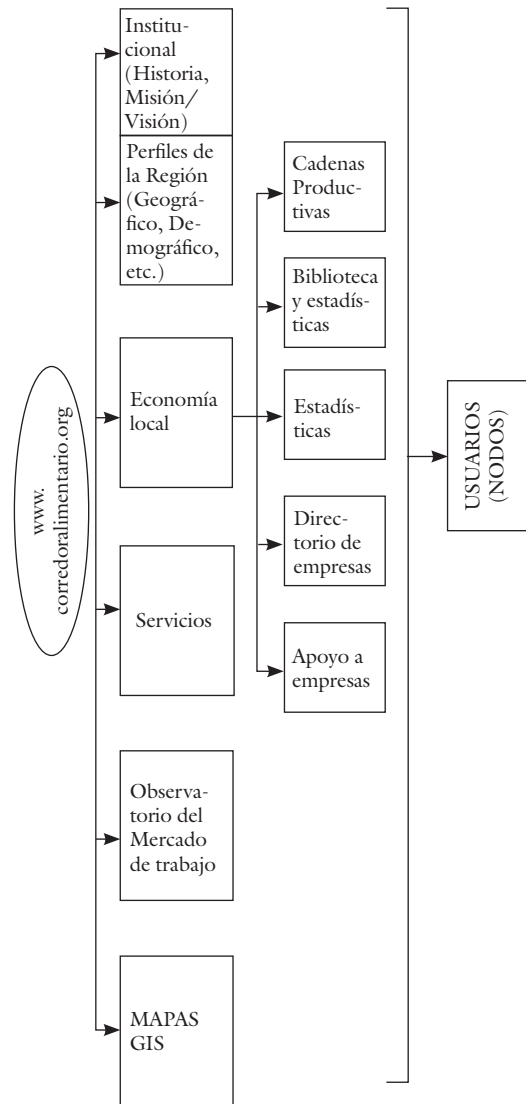 www.
corredoralimentario.org
Institu-
cional
(Historia,
Misión/
Visión)
Perfiles de
la Región
(Geográ-
fico, De-
mográfico,
etc.)
Economía
local
Servicios
Observa-
torio del
Mercado
de trabajo
MAPAS
GIS
Cadenas
Produc-
tivas
Biblioteca
y estadís-
ticas
Estadís-
ticas
Direc-
torio de
empresas
Apoyo a
empresas
USUARIOS
(NODOS)